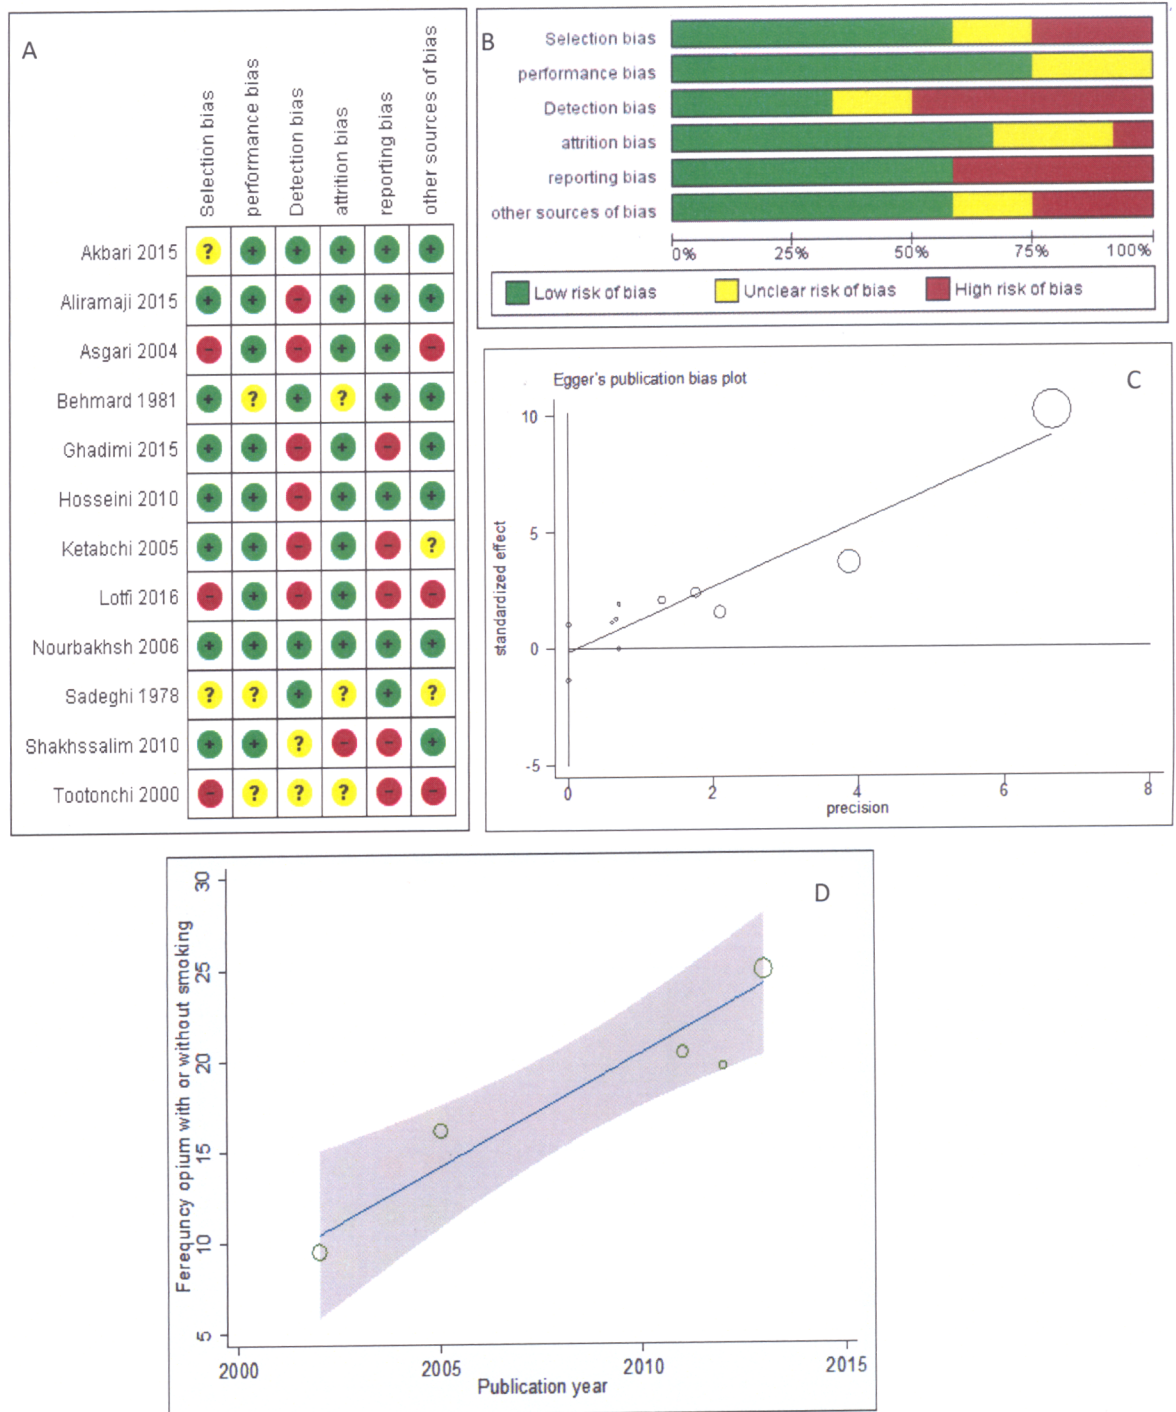 A
Selection bias
performance bias
Detection bias
attrition bias
reporting bias
other sources of bias
Akbari 2015 ? + + + + +
Aliramaji 2015 + + - + + +
Asgari 2004 - + - + + -
Behmard 1981 + ? + ? + +
Ghadimi 2015 + + - + - +
Hosseini 2010 + + - + + +
Ketabchi 2005 + + - + - ?
Lotfi 2016 - + - + - -
Nourbakhsh 2006 + + + + + +
Sadeghi 1978 ? ? + ? + ?
Shakhssalim 2010 + + ? - - +
Tootonchi 2000 - ? ? ? - -
B
Selection bias
performance bias
Detection bias
attrition bias
reporting bias
other sources of bias
0% 25% 50% 75% 100%
Low risk of bias Unclear risk of bias High risk of bias
Egger's publication bias plot
C
standardized effect
10
5
0
-5
0 2 4 6 8
precision
D
Ferequncy opium with or without smoking
30
25
20
15
10
5
2000 2005 2010 2015
Publication year